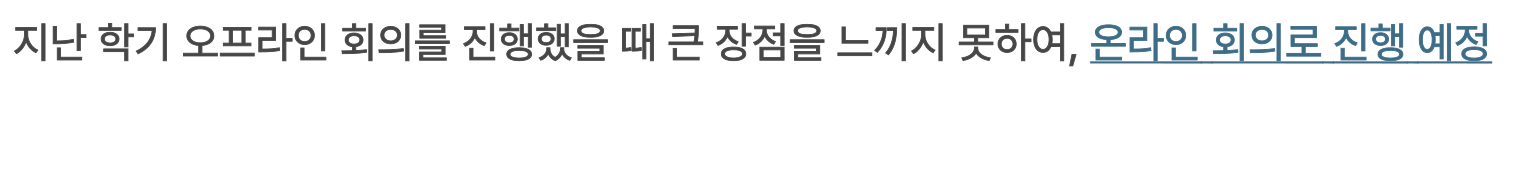 지난 학기 오프라인 회의를 진행했을 때 큰 장점을 느끼지 못하여, 온라인 회의로 진행 예정